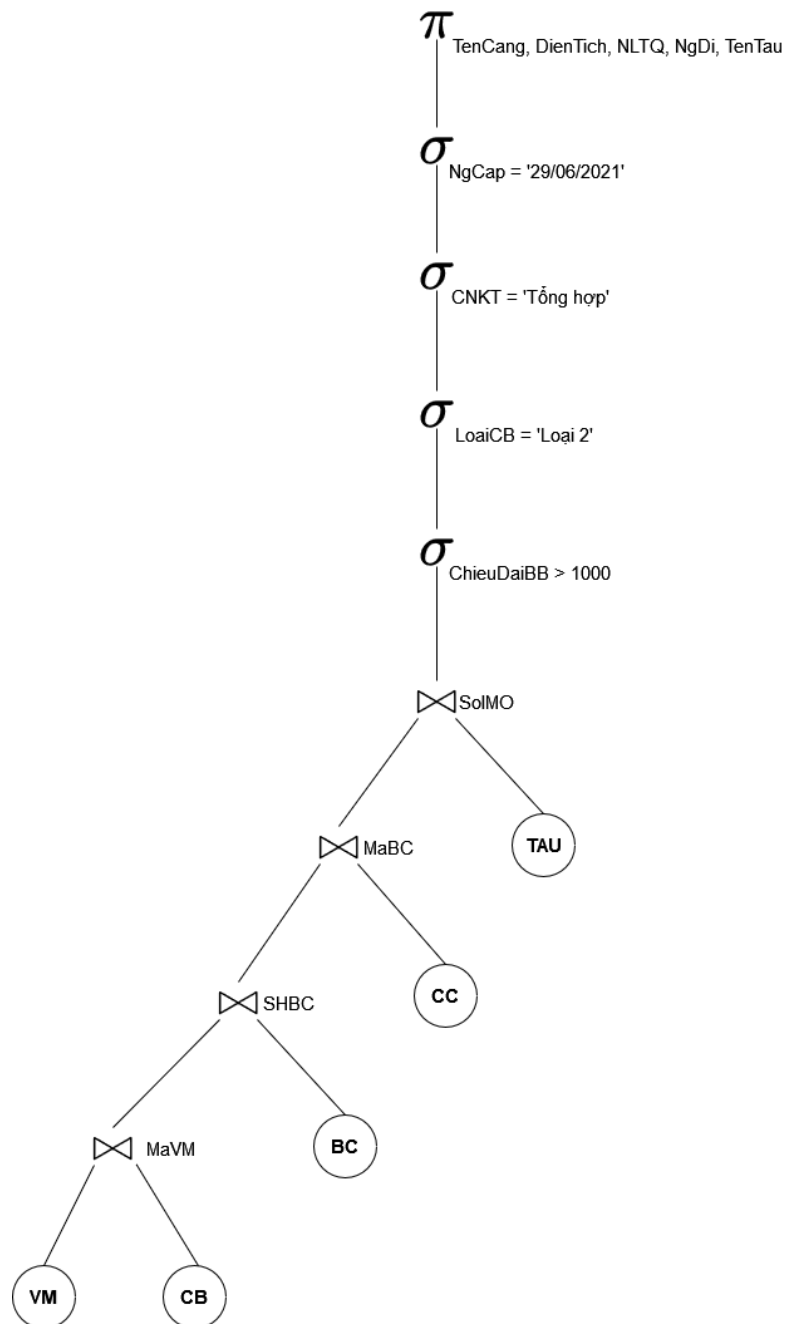 π
TenCang, DienTich, NLTQ, NgDi, TenTau
σ
NgCap = '29/06/2021'
σ
CNKT = 'Tổng hợp'
σ
LoaiCB = 'Loại 2'
σ
ChieuDaiBB > 1000
SoIMO
MaBC
TAU
SHBC
CC
MaVM
BC
VM
CB